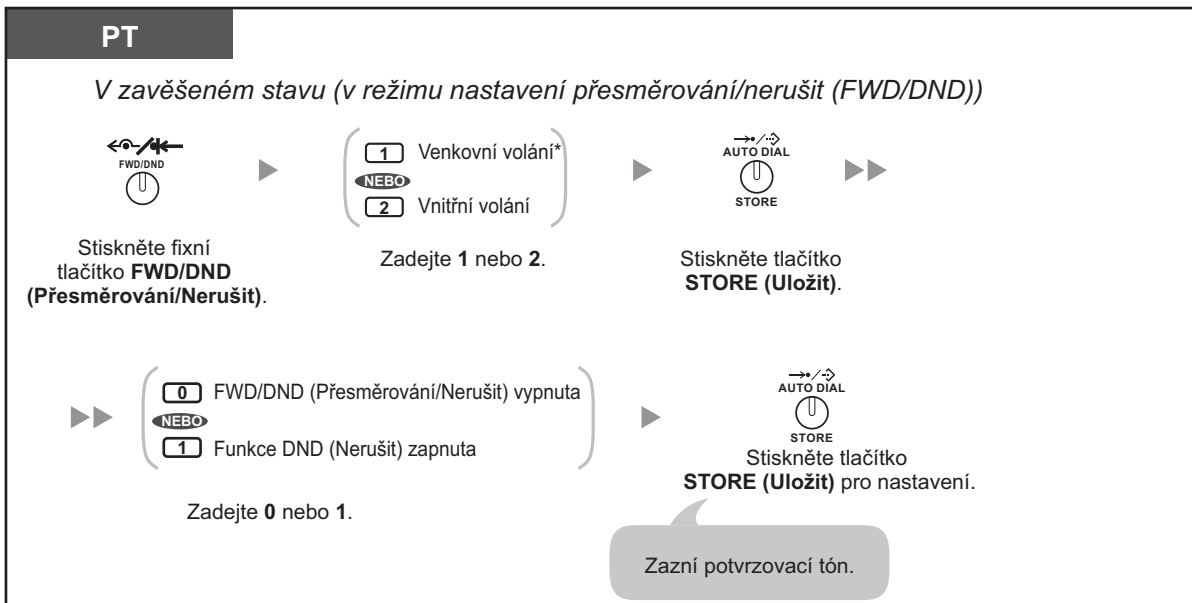 PT
V zavěšeném stavu (v režimu nastavení přesměrování/nerušit (FWD/DND))
FWD/DND
Stiskněte fixní
tlačítko FWD/DND
(Přesměrování/Nerušit).
1 Venkovní volání*
NEBO
2 Vnitřní volání
Zadejte 1 nebo 2.
AUTO DIAL
STORE
Stiskněte tlačítko
STORE (Uložit).
0 FWD/DND (Přesměrování/Nerušit) vypnuta
NEBO
1 Funkce DND (Nerušit) zapnuta
Zadejte 0 nebo 1.
AUTO DIAL
STORE
Stiskněte tlačítko
STORE (Uložit) pro nastavení.
Zazní potvrzovací tón.